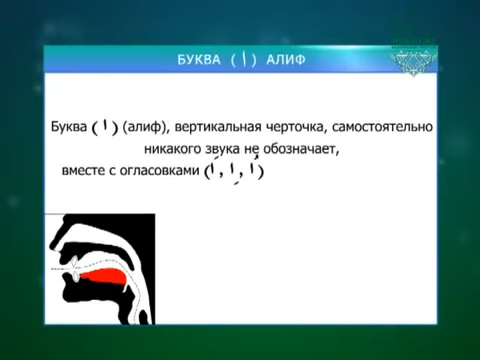 БУКВА ( ا ) АЛИФ
Буква ( ا ) (алиф), вертикальная черточка, самостоятельно
никакого звука не обозначает,
вместе с огласовками (اَ , اِ , اُ)